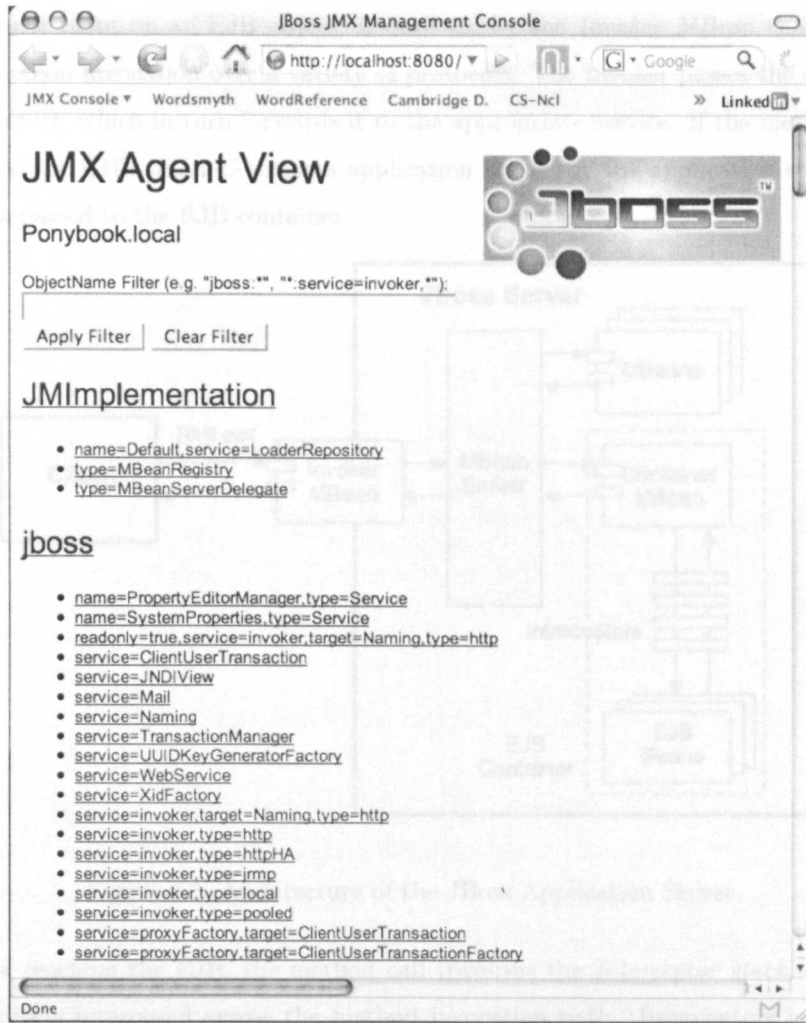 JBoss JMX Management Console
http://localhost:8080/
G Google
JMX Console Wordsmyth WordReference Cambridge D. CS-Ncl » Linked in
JMX Agent View
JBoss TM
Ponybook.local
ObjectName Filter (e.g. "jboss:*", "*:service=invoker,*"):
Apply Filter Clear Filter
JMImplementation
name=Default,service=LoaderRepository
type=MBeanRegistry
type=MBeanServerDelegate
jboss
name=PropertyEditorManager,type=Service
name=SystemProperties,type=Service
readonly=true,service=invoker,target=Naming,type=http
service=ClientUserTransaction
service=JNDIView
service=Mail
service=Naming
service=TransactionManager
service=UUIDKeyGeneratorFactory
service=WebService
service=XidFactory
service=invoker,target=Naming,type=http
service=invoker,type=http
service=invoker,type=httpHA
service=invoker,type=jrmp
service=invoker,type=local
service=invoker,type=pooled
service=proxyFactory,target=ClientUserTransaction
service=proxyFactory,target=ClientUserTransactionFactory
Done